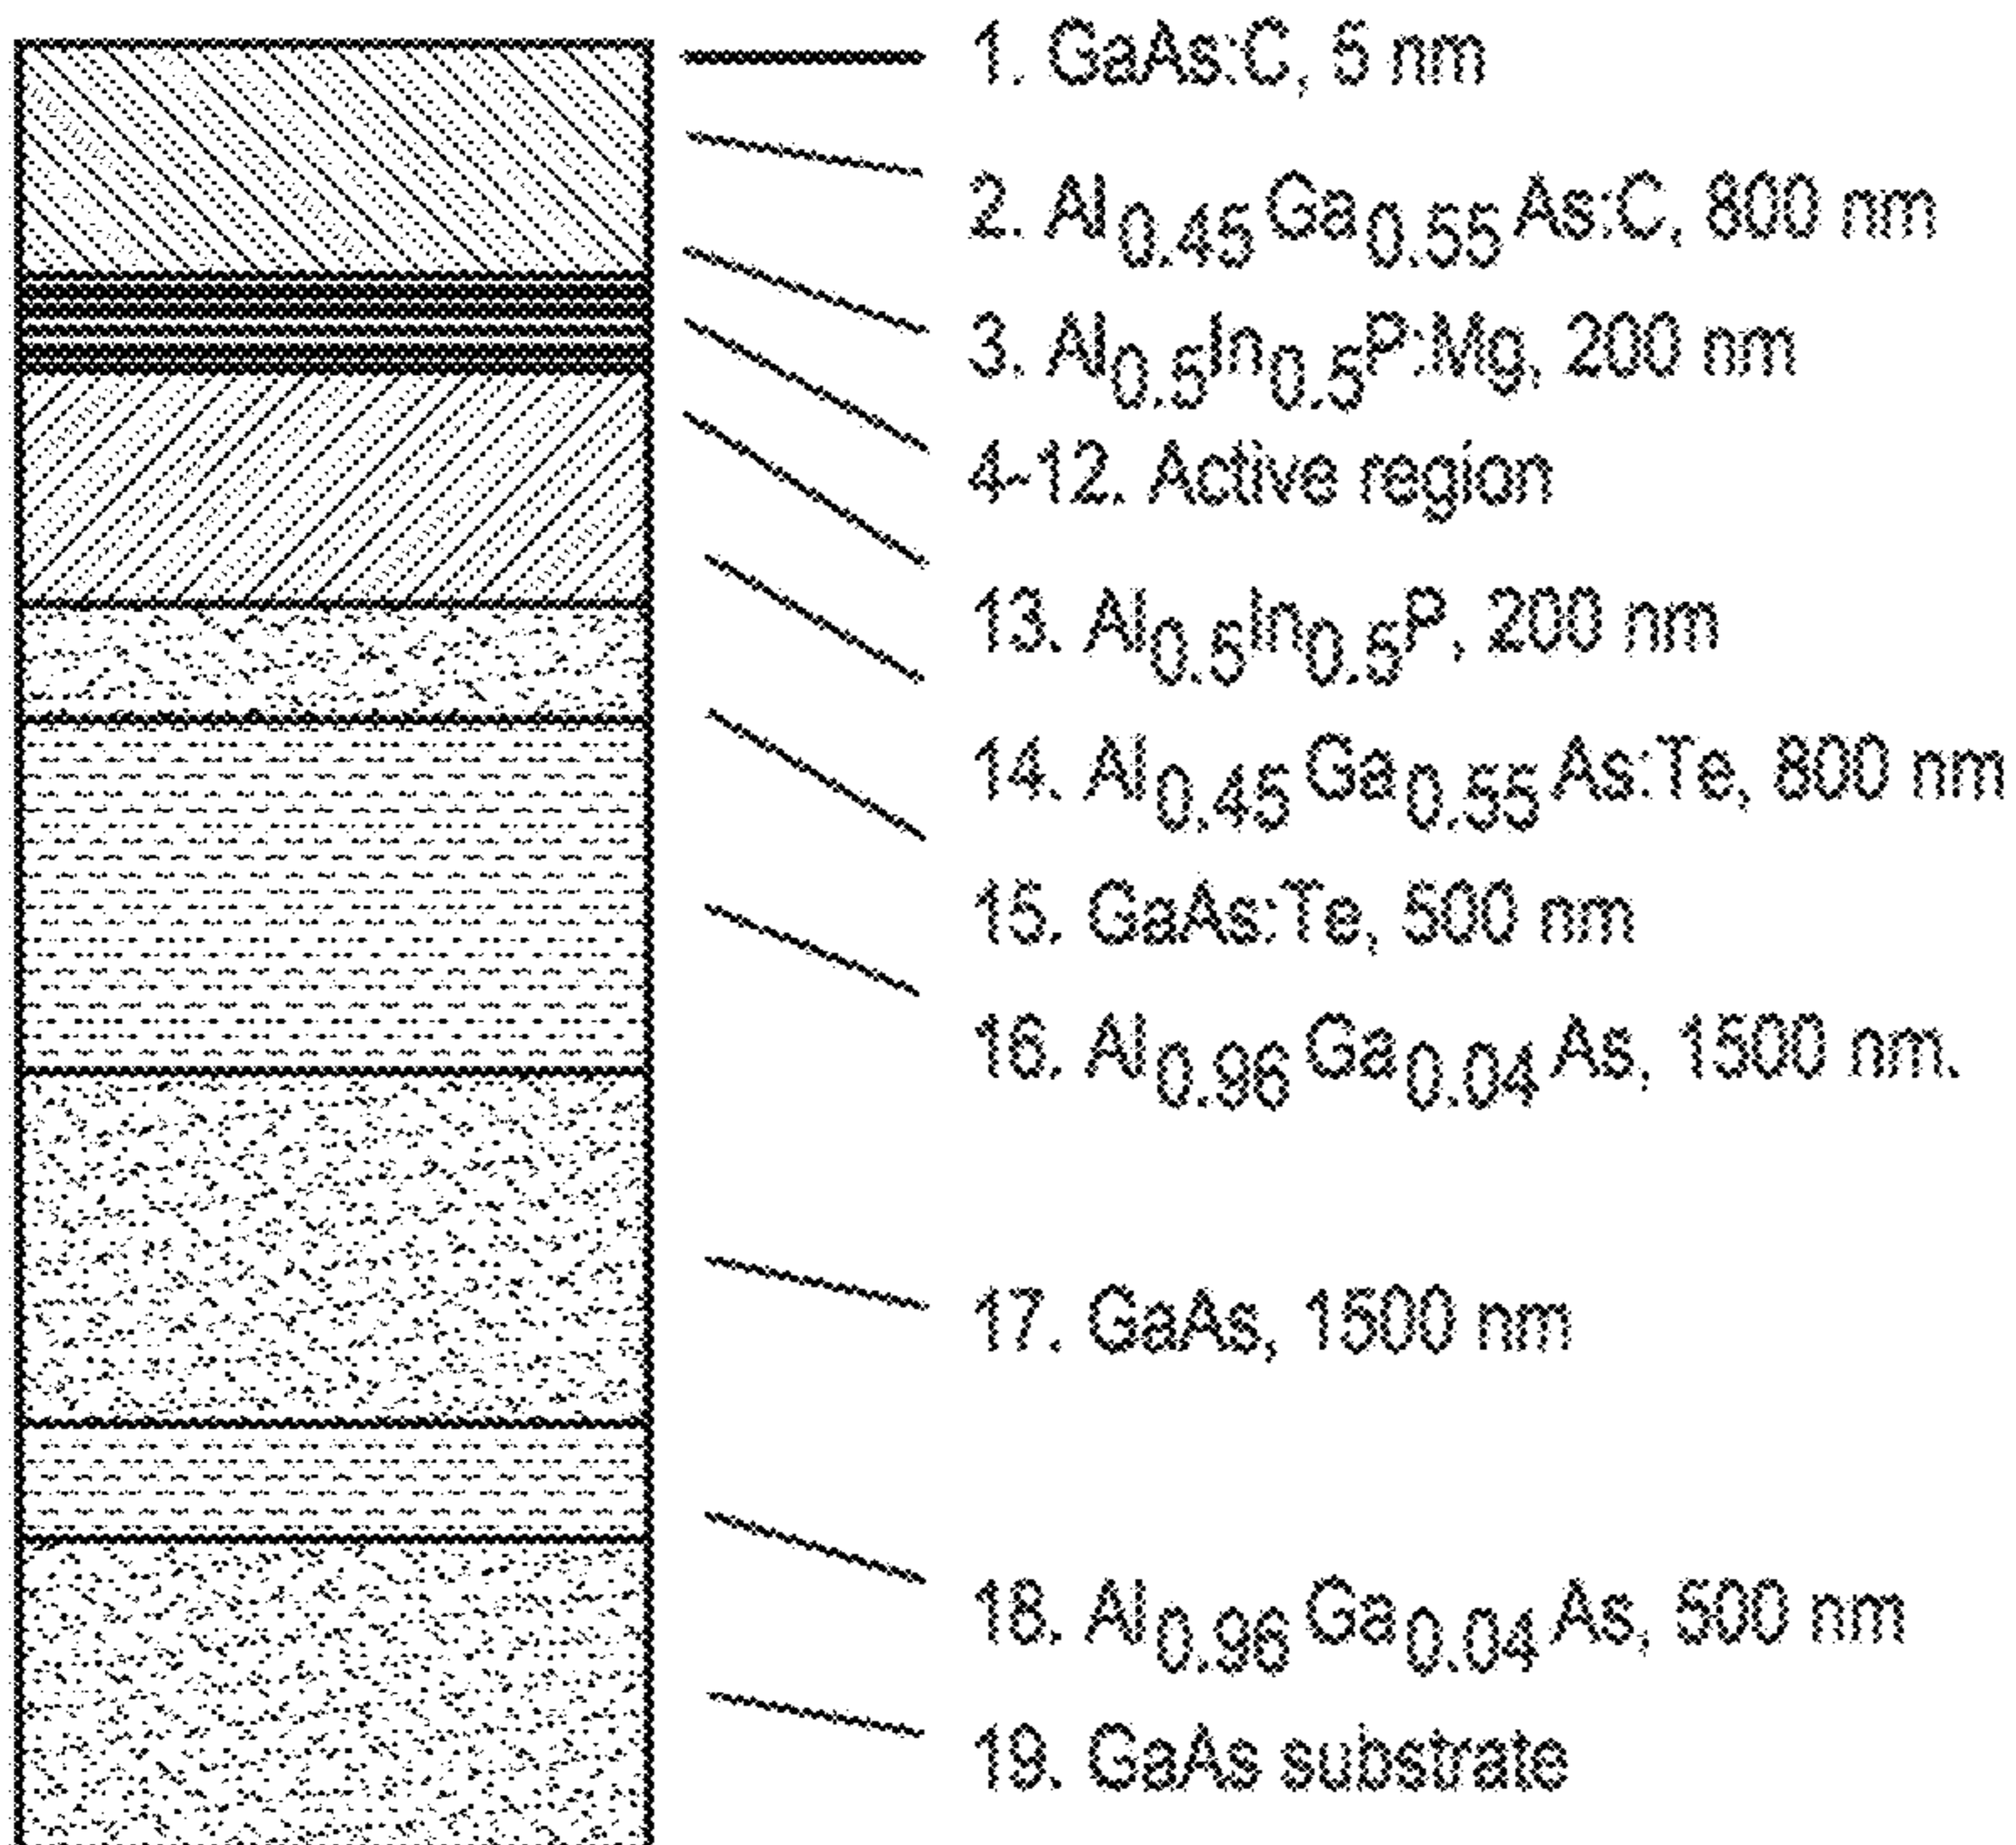 1. GaAs:C, 5 nm
2. Al0.45Ga0.55As:C, 800 nm
3. Al0.5In0.5P:Mg, 200 nm
4-12. Active region
13. Al0.5In0.5P, 200 nm
14. Al0.45Ga0.55As:Te, 800 nm
15. GaAs:Te, 500 nm
16. Al0.96Ga0.04As, 1500 nm.
17. GaAs, 1500 nm
18. Al0.96Ga0.04As, 500 nm
19. GaAs substrate